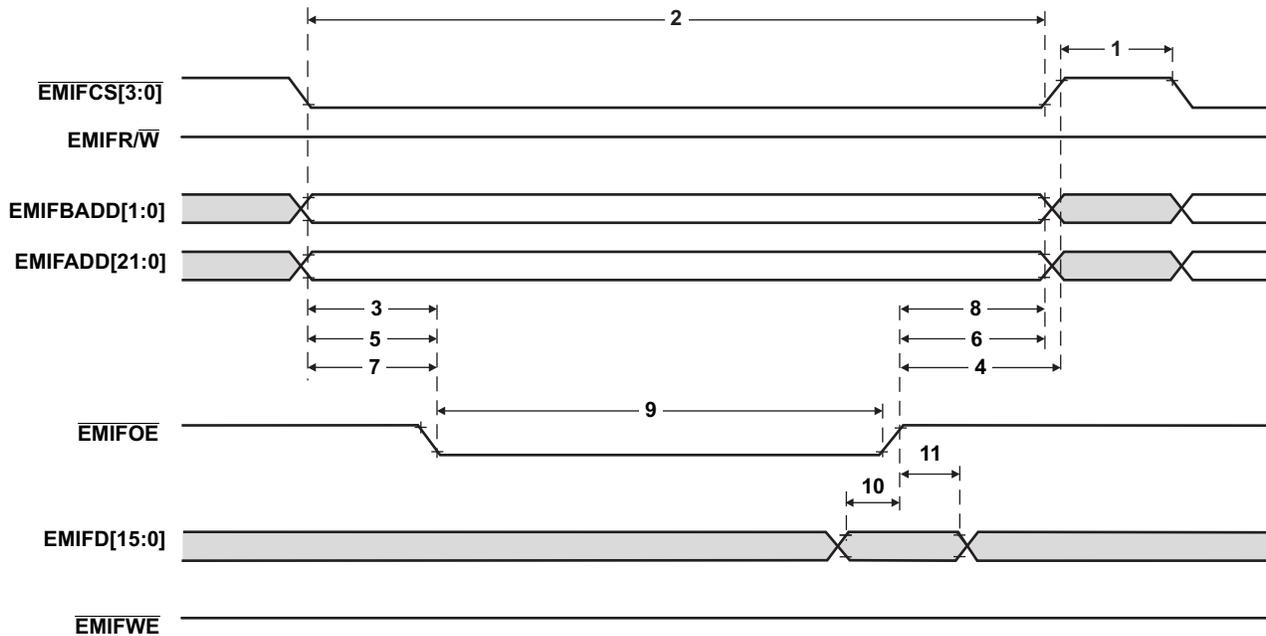 2
1
EMIFCS[3:0]
EMIFR/W
EMIFBADD[1:0]
EMIFADD[21:0]
3
8
5
6
7
4
9
EMIFOE
11
10
EMIFD[15:0]
EMIFWE